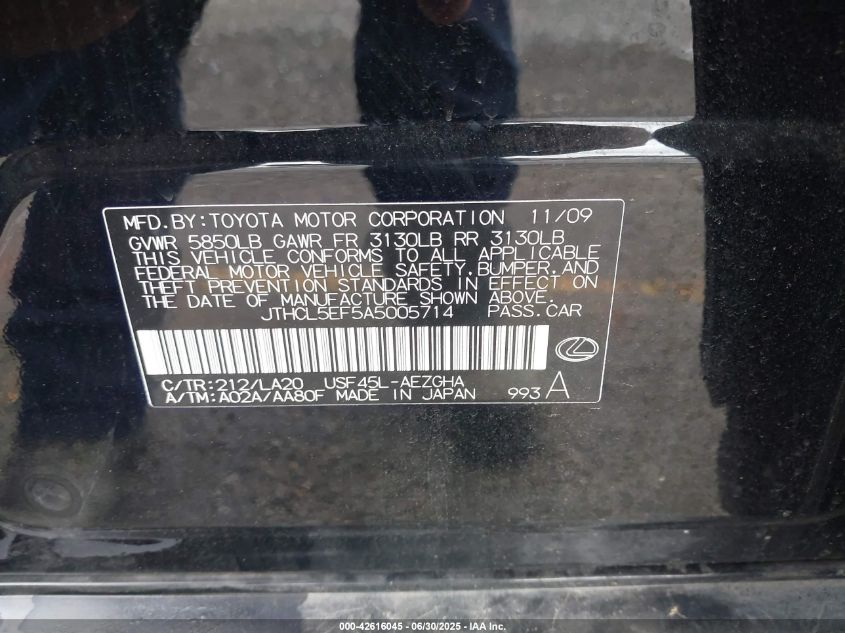 MFD.BY:TOYOTA MOTOR CORPORATION 11/09
GVWR 5850LB GAWR FR 3130LB RR 3130LB
THIS VEHICLE CONFORMS TO ALL APPLICABLE
FEDERAL MOTOR VEHICLE SAFETY,BUMPER,AND
THEFT PREVENTION STANDARDS IN EFFECT ON
THE DATE OF MANUFACTURE SHOWN ABOVE.
JTHCL5EF5A5005714 PASS.CAR
C/TR:212/LA20 USF45L-AEZGHA
A/TM:A02A/AA80F MADE IN JAPAN 993 A
000-42616045 - 06/30/2025 - IAA Inc.